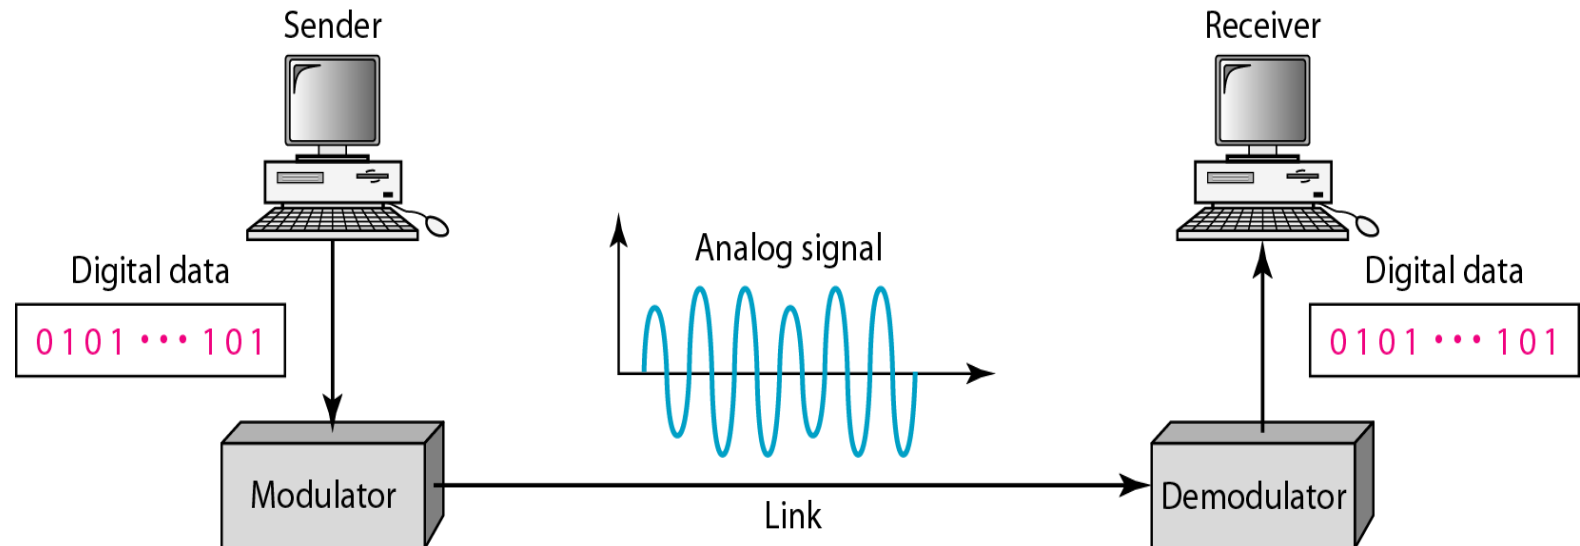 Sender
Receiver
Digital data
0101 ··· 101
Analog signal
Digital data
0101 ··· 101
Modulator
Link
Demodulator